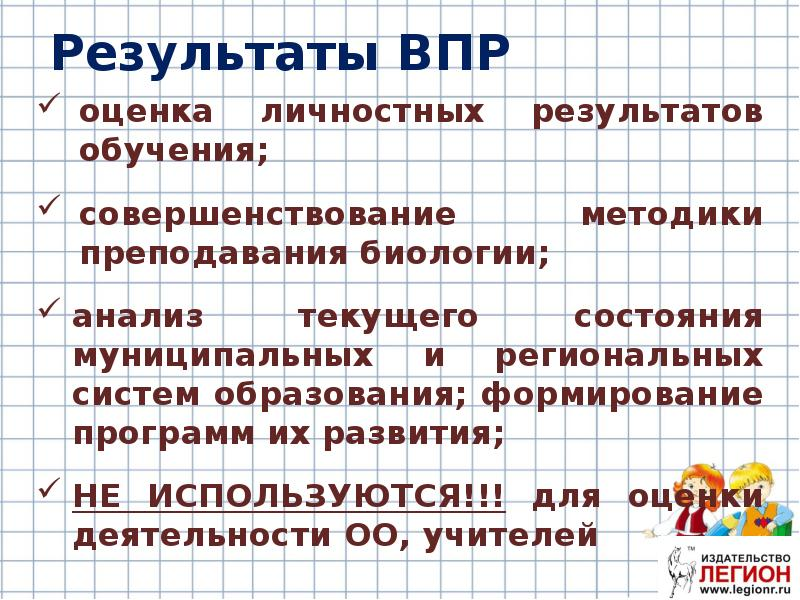 Результаты ВПР
оценка личностных результатов
обучения;
совершенствование методики
преподавания биологии;
анализ текущего состояния
муниципальных и региональных
систем образования; формирование
программ их развития;
НЕ ИСПОЛЬЗУЮТСЯ!!! для оценки
деятельности ОО, учителей
ИЗДАТЕЛЬСТВО
ЛЕГИОН
www.legionr.ru